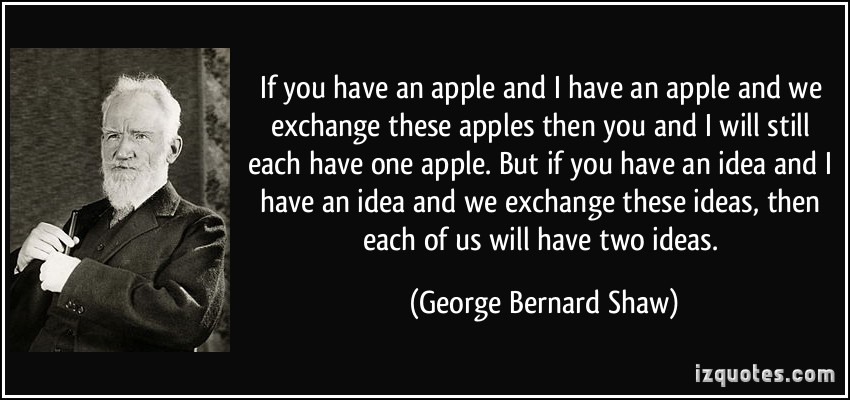 If you have an apple and I have an apple and we
exchange these apples then you and I will still
each have one apple. But if you have an idea and I
have an idea and we exchange these ideas, then
each of us will have two ideas.
(George Bernard Shaw)
izquotes.com